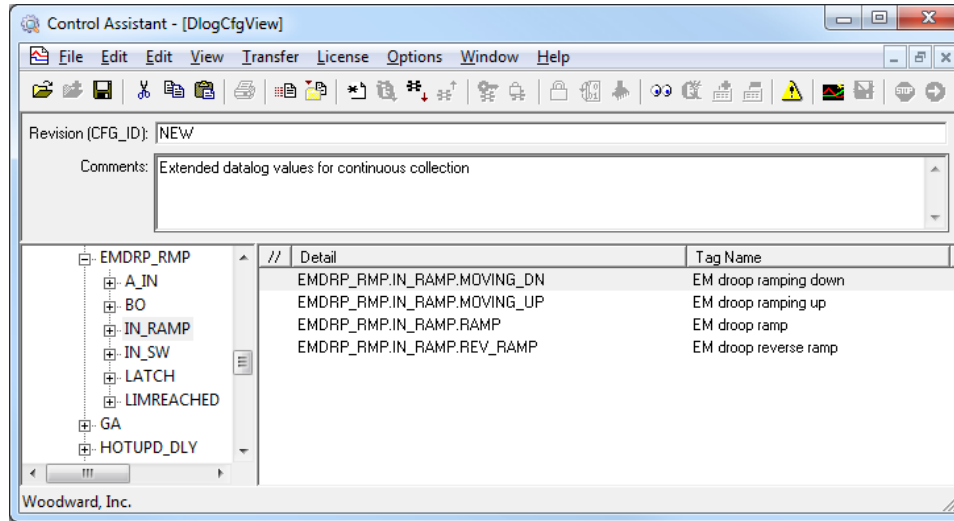 Control Assistant - [DlogCfgView]
File Edit Edit View Transfer License Options Window Help
Revision (CFG_ID): NEW
Comments: Extended datalog values for continuous collection
EMDRP_RMP
A_IN
BO
IN_RAMP
IN_SW
LATCH
LIMREACHED
GA
HOTUPD_DLY
// Detail Tag Name
EMDRP_RMP.IN_RAMP.MOVING_DN EM droop ramping down
EMDRP_RMP.IN_RAMP.MOVING_UP EM droop ramping up
EMDRP_RMP.IN_RAMP.RAMP EM droop ramp
EMDRP_RMP.IN_RAMP.REV_RAMP EM droop reverse ramp
Woodward, Inc.